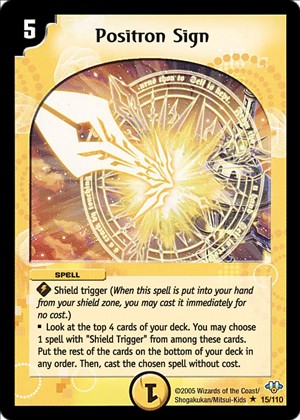 5
Positron Sign
SPELL
Shield trigger (When this spell is put into your hand
from your shield zone, you may cast it immediately
for no cost.)
■ Look at the top 4 cards of your deck. You may choose
1 spell with "Shield Trigger" from among these cards.
Put the rest of the cards on the bottom of your deck in
any order. Then, cast the chosen spell without cost.
1
©2005 Wizards of the Coast/
Shogakukan/Mitsui-Kids ★ 15/110